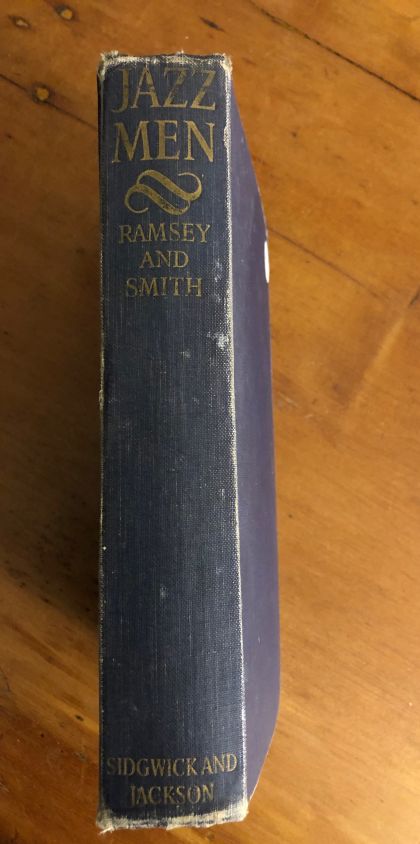 JAZZ
MEN
RAMSEY
AND
SMITH
SIDGWICK AND
JACKSON